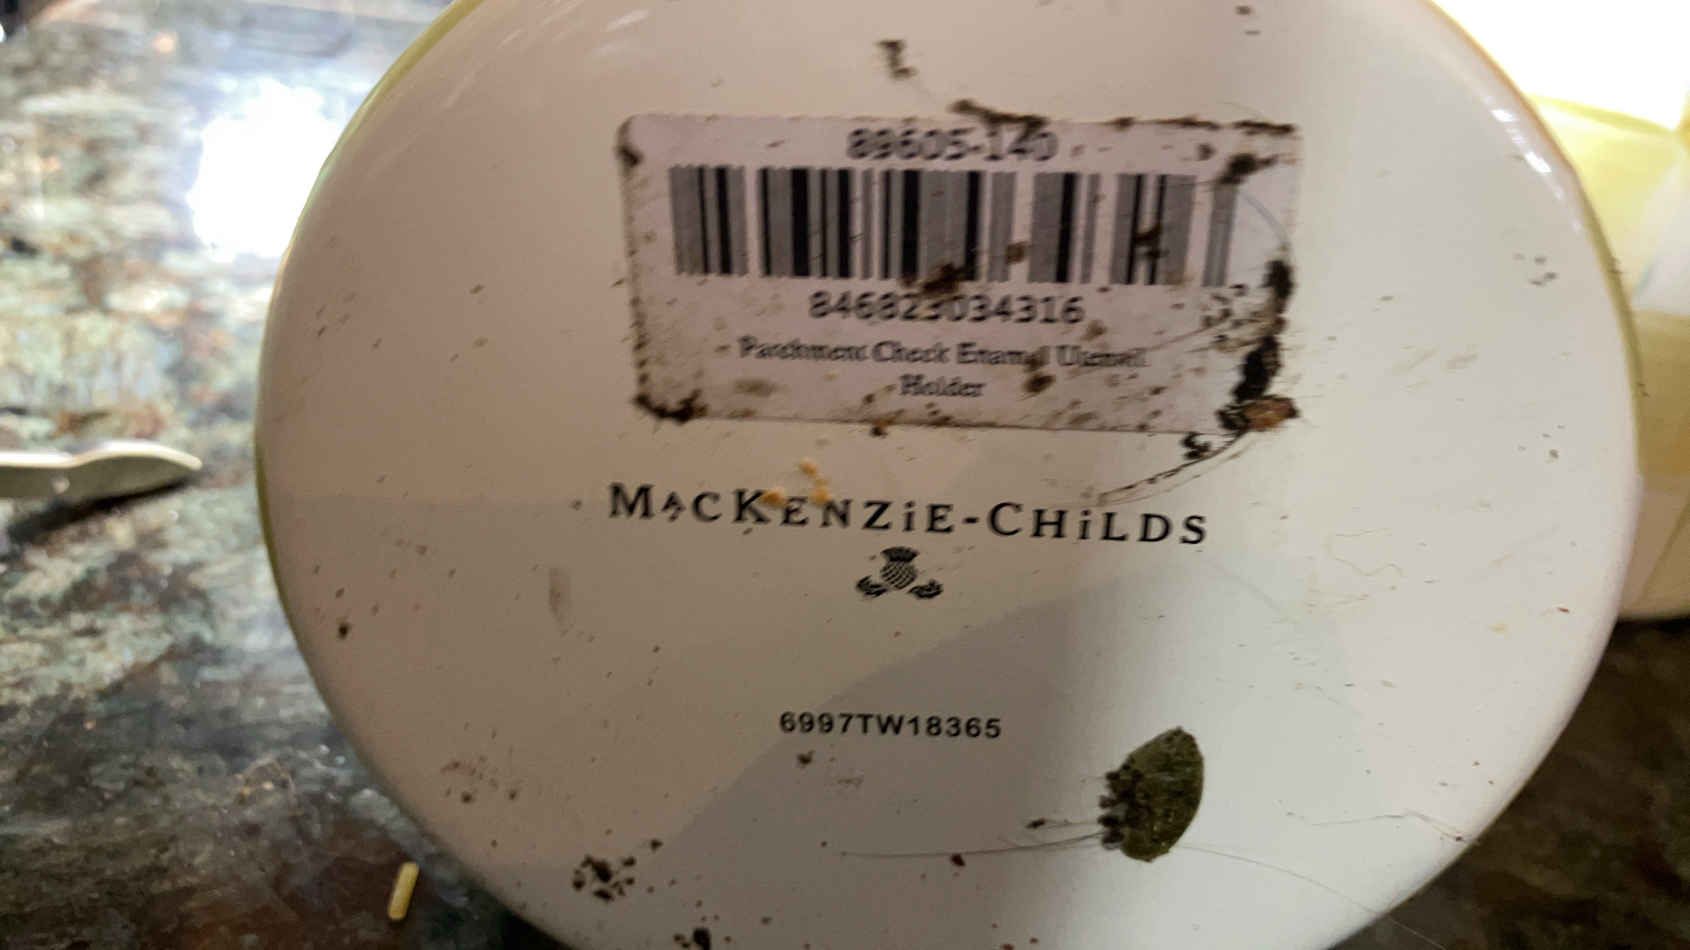 89605-140
846823034316
Parchment Check Enamel Utensil
Holder
MacKENZiE-CHiLDS
6997TW18365